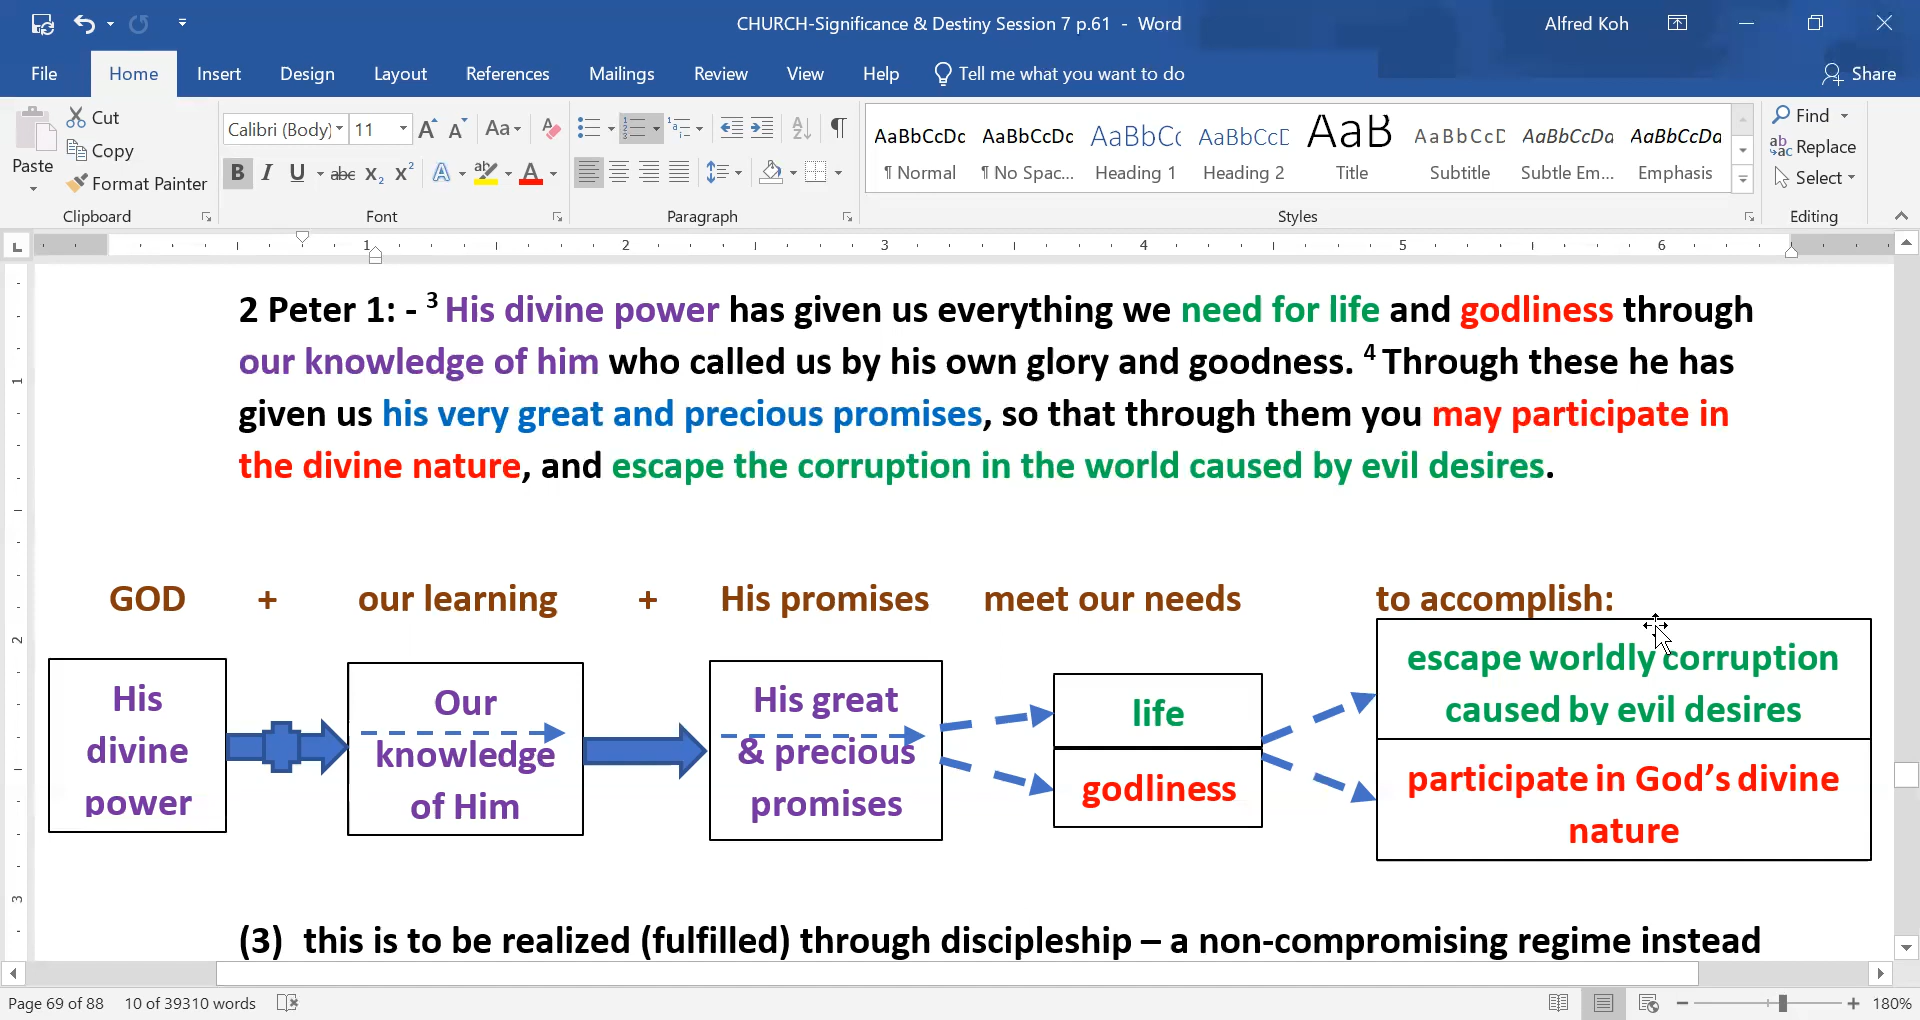 CHURCH-Significance & Destiny Session 7 p.61 - Word
Alfred Koh
File Home Insert Design Layout References Mailings Review View Help Tell me what you want to do Share
Paste
Cut
Copy
Format Painter
Clipboard
Calibri (Body) 11
Font
Paragraph
AaBbCcDc AaBbCcDc AaBbCc AaBbCcD AaB AaBbCcD AaBbCcDa AaBbCcDa
¶ Normal ¶ No Spac... Heading 1 Heading 2 Title Subtitle Subtle Em... Emphasis
Styles
Find
Replace
Select
Editing
1 2 3 4 5 6
2 Peter 1: - 3 His divine power has given us everything we need for life and godliness through
our knowledge of him who called us by his own glory and goodness. 4 Through these he has
given us his very great and precious promises, so that through them you may participate in
the divine nature, and escape the corruption in the world caused by evil desires.
GOD + our learning + His promises meet our needs to accomplish:
His
divine
power
Our
knowledge
of Him
His great
& precious
promises
life
godliness
escape worldly corruption
caused by evil desires
participate in God’s divine
nature
(3) this is to be realized (fulfilled) through discipleship – a non-compromising regime instead
Page 69 of 88 10 of 39310 words 180%